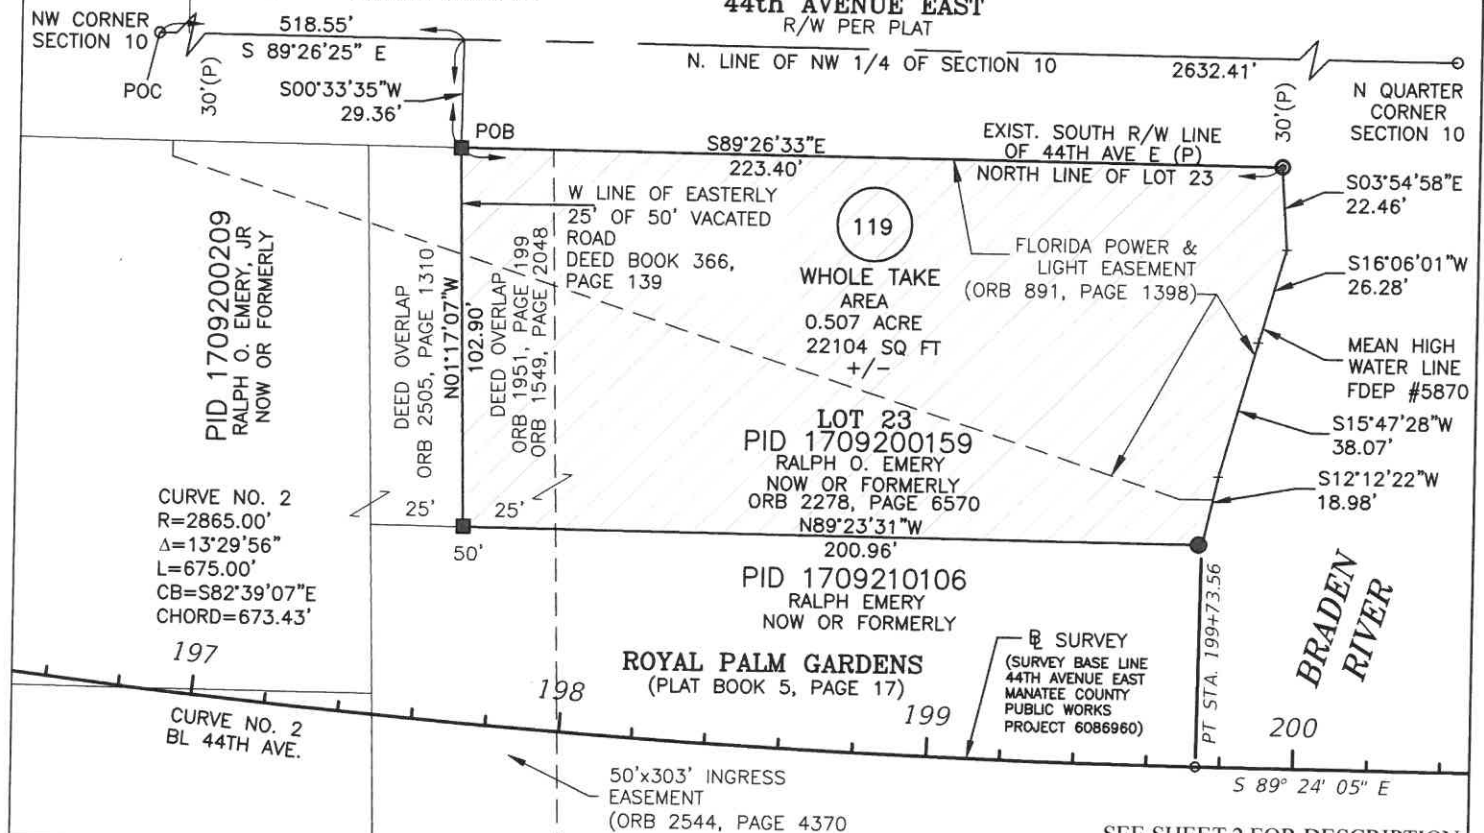 44th AVENUE EAST
R/W PER PLAT
NW CORNER
SECTION 10
518.55'
S 89°26'25" E
N. LINE OF NW 1/4 OF SECTION 10
2632.41'
POC
30'(P)
S00°33'35"W
29.36'
30'(P)
N QUARTER
CORNER
SECTION 10
POB
S89°26'33"E
223.40'
EXIST. SOUTH R/W LINE
OF 44TH AVE E (P)
NORTH LINE OF LOT 23
S03°54'58"E
22.46'
W LINE OF EASTERLY
25' OF 50' VACATED
ROAD
DEED BOOK 366,
PAGE 139
119
WHOLE TAKE
AREA
0.507 ACRE
22104 SQ FT
+/-
FLORIDA POWER &
LIGHT EASEMENT
(ORB 891, PAGE 1398)
S16°06'01"W
26.28'
MEAN HIGH
WATER LINE
FDEP #5870
S15°47'28"W
38.07'
S12°12'22"W
18.98'
PID 1709200209
RALPH O. EMERY, JR
NOW OR FORMERLY
DEED OVERLAP
ORB 2505, PAGE 1310
N01°17'07"W
102.90'
DEED OVERLAP
ORB 1951, PAGE 199
ORB 1549, PAGE 2048
LOT 23
PID 1709200159
RALPH O. EMERY
NOW OR FORMERLY
ORB 2278, PAGE 6570
N89°23'31"W
200.96'
25'
25'
50'
CURVE NO. 2
R=2865.00'
Δ=13°29'56"
L=675.00'
CB=S82°39'07"E
CHORD=673.43'
PID 1709210106
RALPH EMERY
NOW OR FORMERLY
ROYAL PALM GARDENS
(PLAT BOOK 5, PAGE 17)
BL SURVEY
(SURVEY BASE LINE
44TH AVENUE EAST
MANATEE COUNTY
PUBLIC WORKS
PROJECT 6086960)
PT STA. 199+73.56
BRADEN
RIVER
197
198
199
200
CURVE NO. 2
BL 44TH AVE.
S 89° 24' 05" E
50'x303' INGRESS
EASEMENT
(ORB 2544, PAGE 4370
SEE SHEET 2 FOR DESCRIPTION